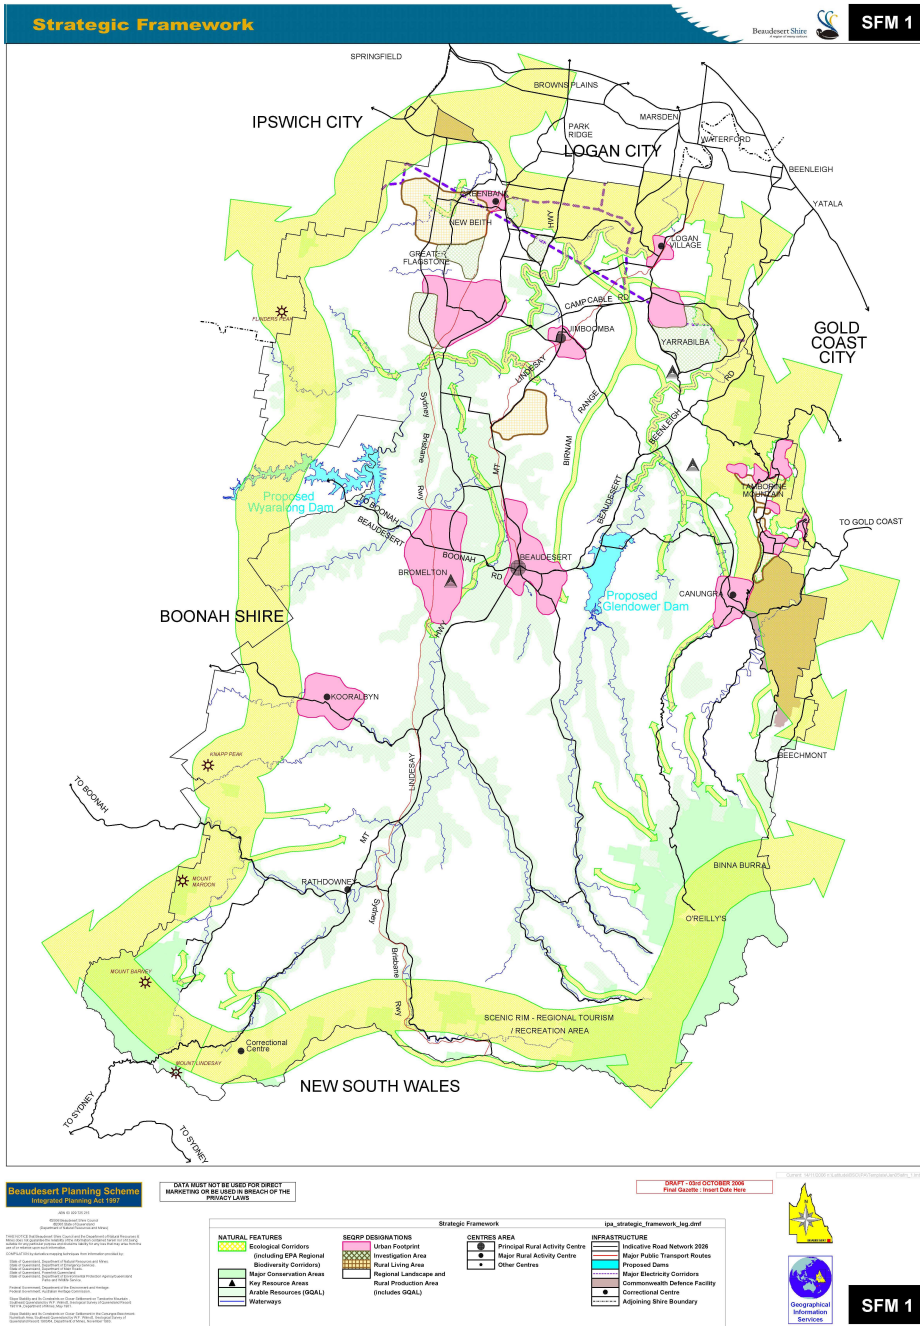 Strategic Framework
Beaudesert Shire
SFM 1
SPRINGFIELD
BROWNS PLAINS
IPSWICH CITY
PARK
RIDGE
MARSDEN
LOGAN CITY
WATERFORD
BEENLEIGH
YATALA
GREENBANK
NEW BEITH
HWY
LOGAN
VILLAGE
GREATER
FLAGSTONE
CAMP CABLE RD
FLINDERS PEAK
JIMBOOMBA
YARRABILBA
GOLD
COAST
CITY
LINDESAY
RD
Sydney
RANGE
BEENLEIGH
Brisbane
BIRNAM
MT
TAMBORINE
MOUNTAIN
Proposed
Wyaralong Dam
Rwy
TO BOONAH
BEAUDESERT
BEAUDESERT
TO GOLD COAST
BOONAH
RD
BEAUDESERT
BROMELTON
Proposed
Glendower Dam
CANUNGRA
BOONAH SHIRE
HWY
KOORALBYN
KNAPP PEAK
BEECHMONT
TO BOONAH
LINDESAY
MT
BINNA BURRA
MOUNT
MAROON
RATHDOWNEY
O'REILLY'S
Sydney
MOUNT BARNEY
Brisbane
Rwy
SCENIC RIM - REGIONAL TOURISM
/ RECREATION AREA
Correctional
Centre
MOUNT LINDESAY
NEW SOUTH WALES
TO SYDNEY
TO SYDNEY
Beaudesert Planning Scheme
Integrated Planning Act 1997
DATA MUST NOT BE USED FOR DIRECT
MARKETING OR BE USED IN BREACH OF THE
PRIVACY LAWS
DRAFT - 03rd OCTOBER 2006
Final Gazette : Insert Date Here
Strategic Framework
ipa_strategic_framework_leg.dmf
NATURAL FEATURES
Ecological Corridors
(including EPA Regional
Biodiversity Corridors)
Major Conservation Areas
Key Resource Areas
Arable Resources (GQAL)
Waterways
SEQRP DESIGNATIONS
Urban Footprint
Investigation Area
Rural Living Area
Regional Landscape and
Rural Production Area
(includes GQAL)
CENTRES AREA
Principal Rural Activity Centre
Major Rural Activity Centre
Other Centres
INFRASTRUCTURE
Indicative Road Network 2026
Major Public Transport Routes
Proposed Dams
Major Electricity Corridors
Commonwealth Defence Facility
Correctional Centre
Adjoining Shire Boundary
Geographical
Information
Services
SFM 1